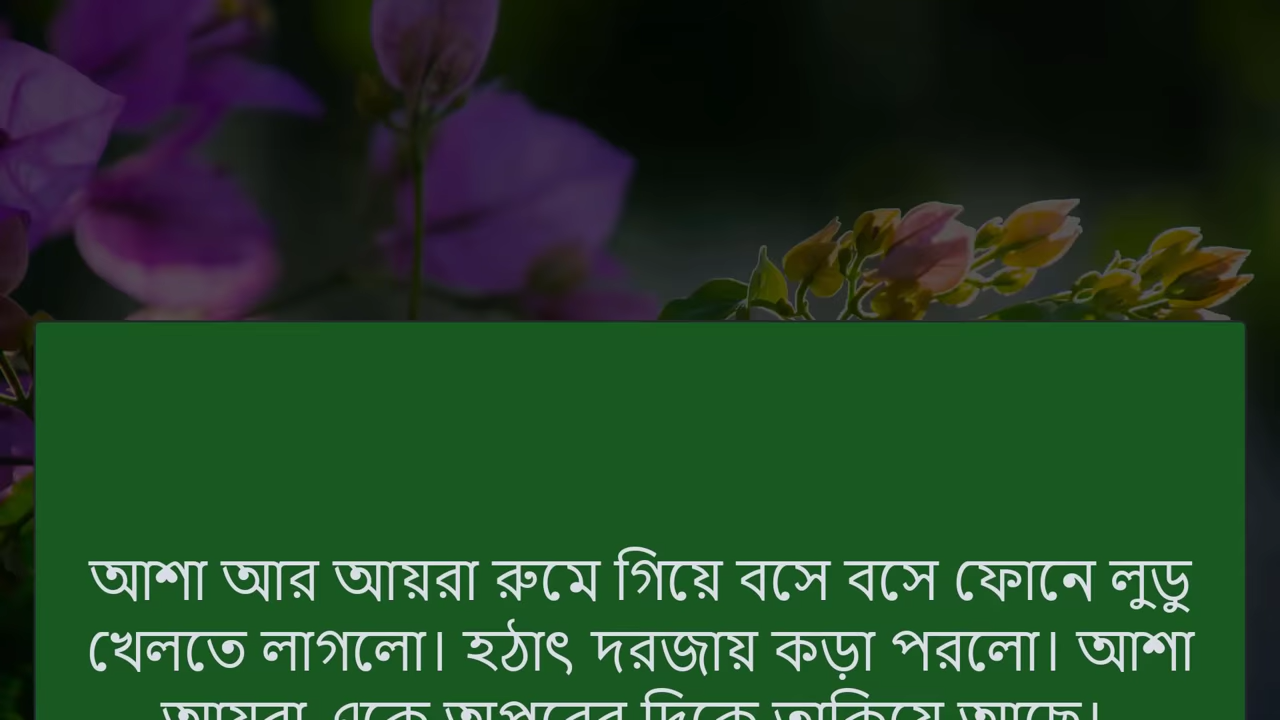 আশা আর আয়রা রুমে গিয়ে বসে বসে ফোনে লুডু
খেলতে লাগলো। হঠাৎ দরজায় কড়া পরলো। আশা
আয়রা একে অপরের দিকে তাকিয়ে আছে।